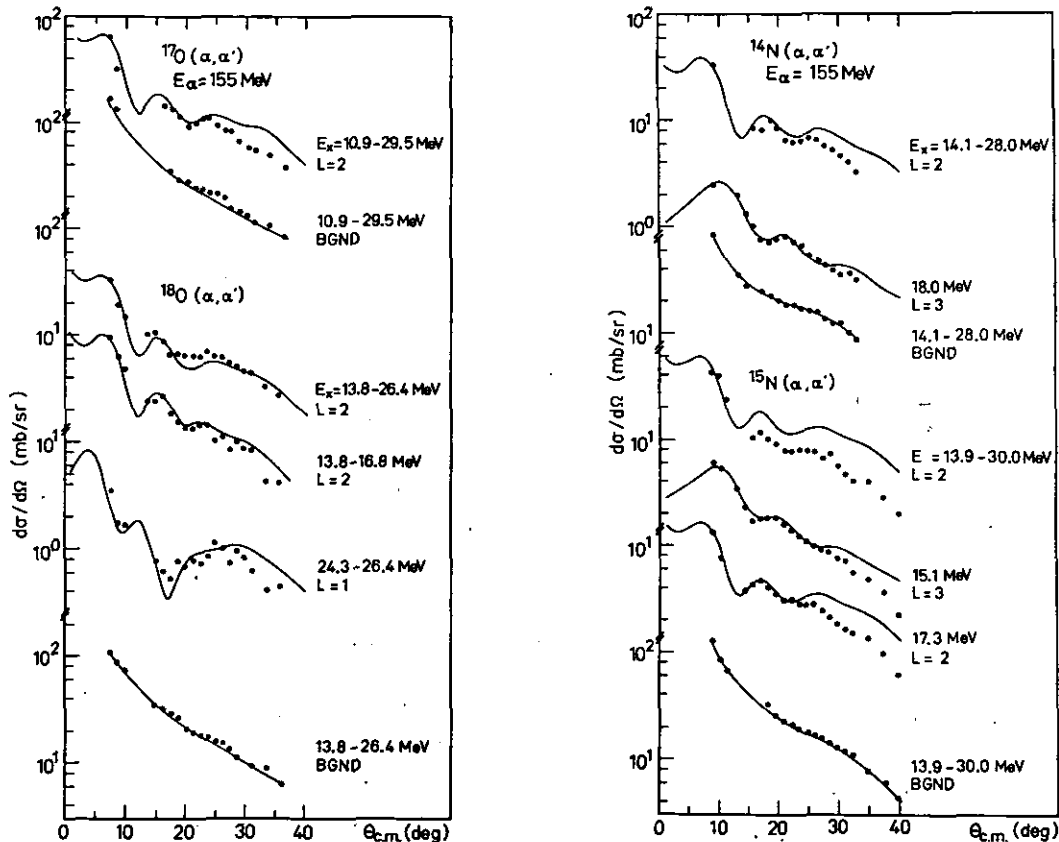 10²
¹⁷O (α,α')
Eα = 155 MeV
10²
Eₓ = 10.9 – 29.5 MeV
L = 2
10.9 – 29.5 MeV
BGND
10²
¹⁸O (α,α')
10¹
Eₓ = 13.8 – 26.4 MeV
L = 2
10¹
13.8 – 16.8 MeV
L = 2
10⁰
24.3 – 26.4 MeV
L = 1
10²
13.8 – 26.4 MeV
BGND
10¹
dσ/dΩ (mb/sr)
0 10 20 30 θc.m. (deg)
10²
¹⁴N (α,α')
Eα = 155 MeV
10¹
Eₓ = 14.1 – 28.0 MeV
L = 2
10⁰
18.0 MeV
L = 3
14.1 – 28.0 MeV
BGND
10¹
¹⁵N (α,α')
10¹
E = 13.9 – 30.0 MeV
L = 2
10¹
15.1 MeV
L = 3
17.3 MeV
L = 2
10²
10¹
13.9 – 30.0 MeV
BGND
dσ/dΩ (mb/sr)
0 10 20 30 40 θc.m. (deg)